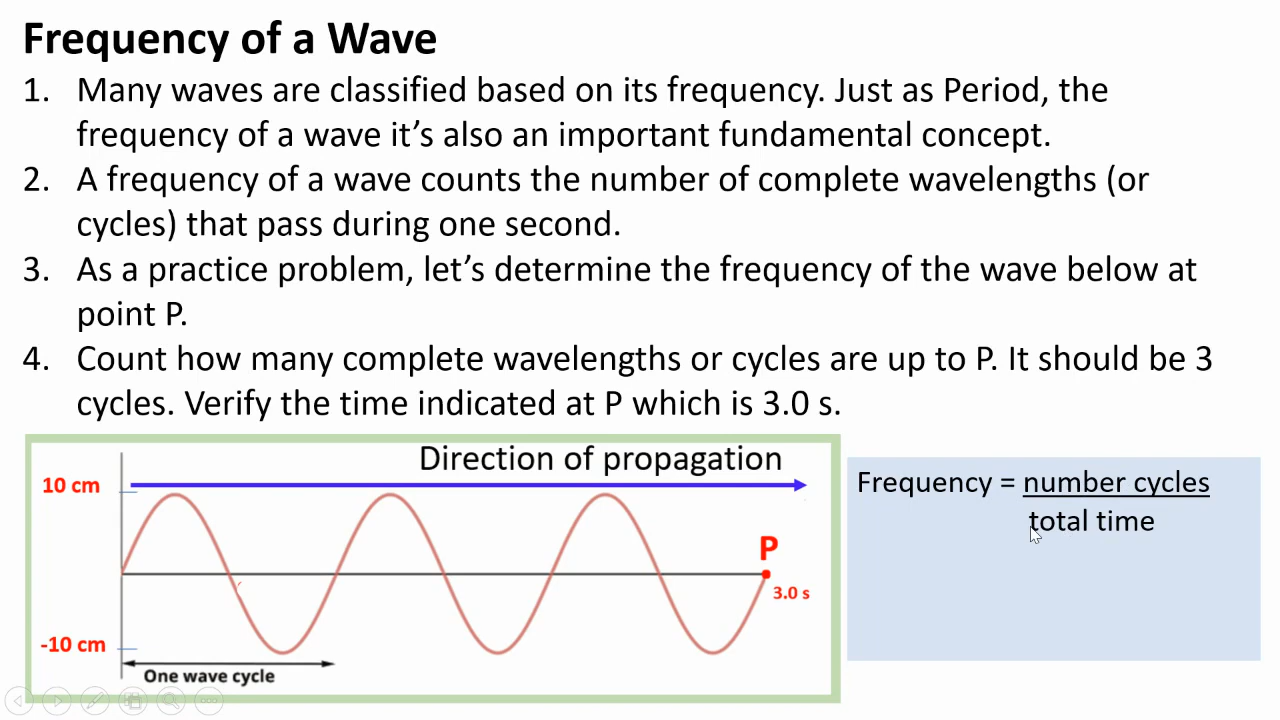 Frequency of a Wave
1. Many waves are classified based on its frequency. Just as Period, the
frequency of a wave it’s also an important fundamental concept.
2. A frequency of a wave counts the number of complete wavelengths (or
cycles) that pass during one second.
3. As a practice problem, let’s determine the frequency of the wave below at
point P.
4. Count how many complete wavelengths or cycles are up to P. It should be 3
cycles. Verify the time indicated at P which is 3.0 s.
Direction of propagation
10 cm
P
3.0 s
-10 cm
One wave cycle
Frequency = number cycles
total time